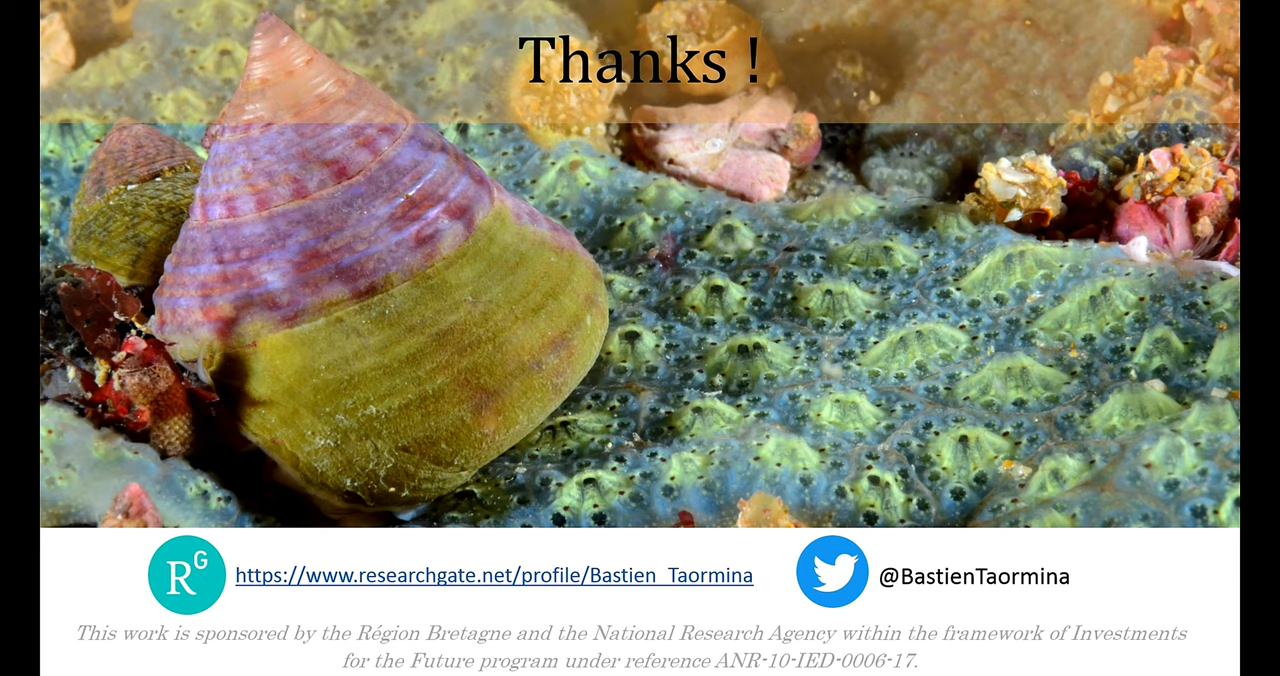 Thanks !
RG https://www.researchgate.net/profile/Bastien_Taormina @BastienTaormina
This work is sponsored by the Région Bretagne and the National Research Agency within the framework of Investments
for the Future program under reference ANR-10-IED-0006-17.